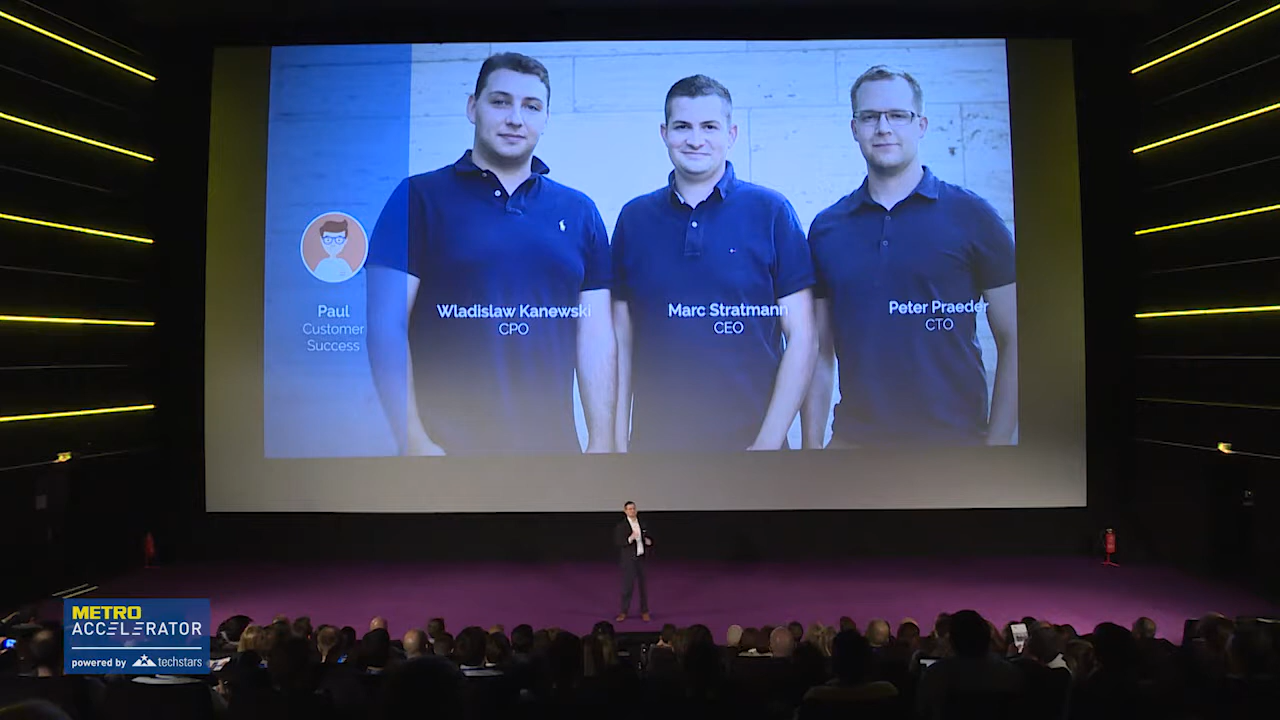 Paul
Customer
Success
Wladislaw Kanewski
CPO
Marc Stratmann
CEO
Peter Praeder
CTO
METRO
ACCELERATOR
powered by techstars